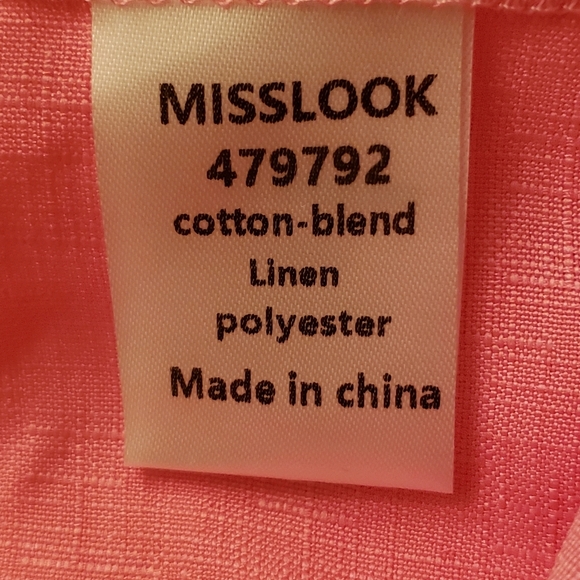 MISSLOOK
479792
cotton-blend
Linen
polyester
Made in china